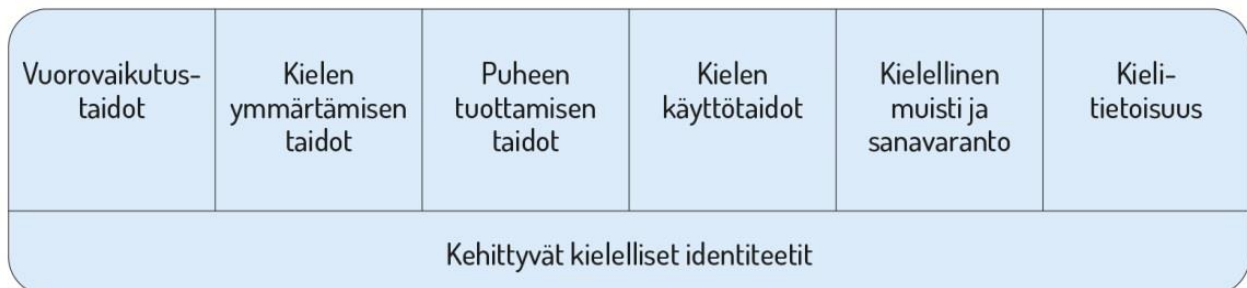 Vuorovaikutus-
taidot
Kielen
ymmärtämisen
taidot
Puheen
tuottamisen
taidot
Kielen
käyttötaidot
Kielellinen
muisti ja
sanavaranto
Kieli-
tietoisuus
Kehittyvät kielelliset identiteetit